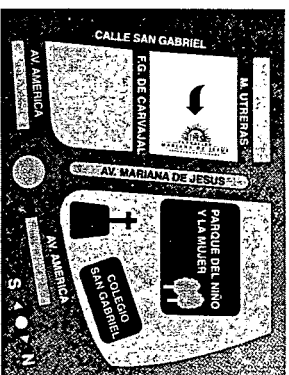 CALLE SAN GABRIEL
AV. AMERICA
F.G. DE CARVAJAL
M. UTRERAS
AV. MARIANA DE JESUS
PARQUE DEL NIÑO
Y LA MUJER
COLEGIO
SAN GABRIEL
AV. AMERICA
S
N